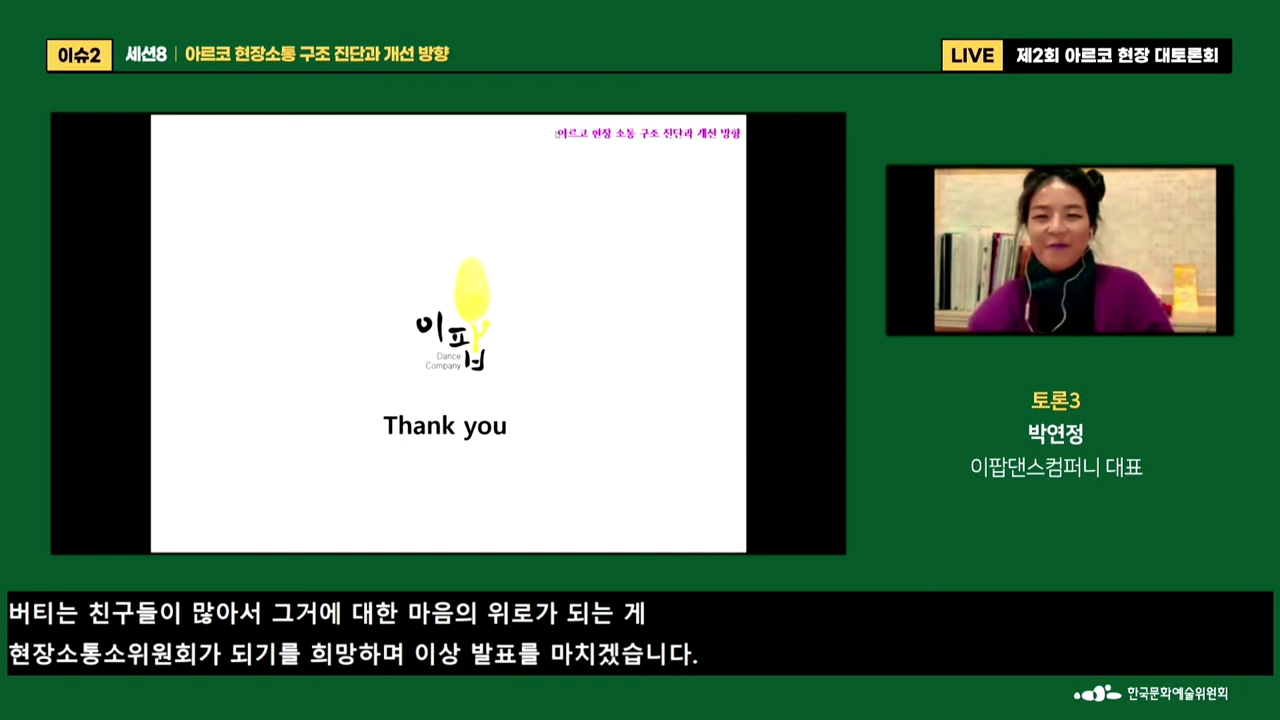 이슈2 세션8 | 아르코 현장소통 구조 진단과 개선 방향
LIVE 제2회 아르코 현장 대토론회
아르고 현장 소통 구조 진단과 개선 방향
이팝
Dance
Company
Thank you
토론3
박연정
이팝댄스컴퍼니 대표
버티는 친구들이 많아서 그거에 대한 마음의 위로가 되는 게
현장소통소위원회가 되기를 희망하며 이상 발표를 마치겠습니다.
한국문화예술위원회